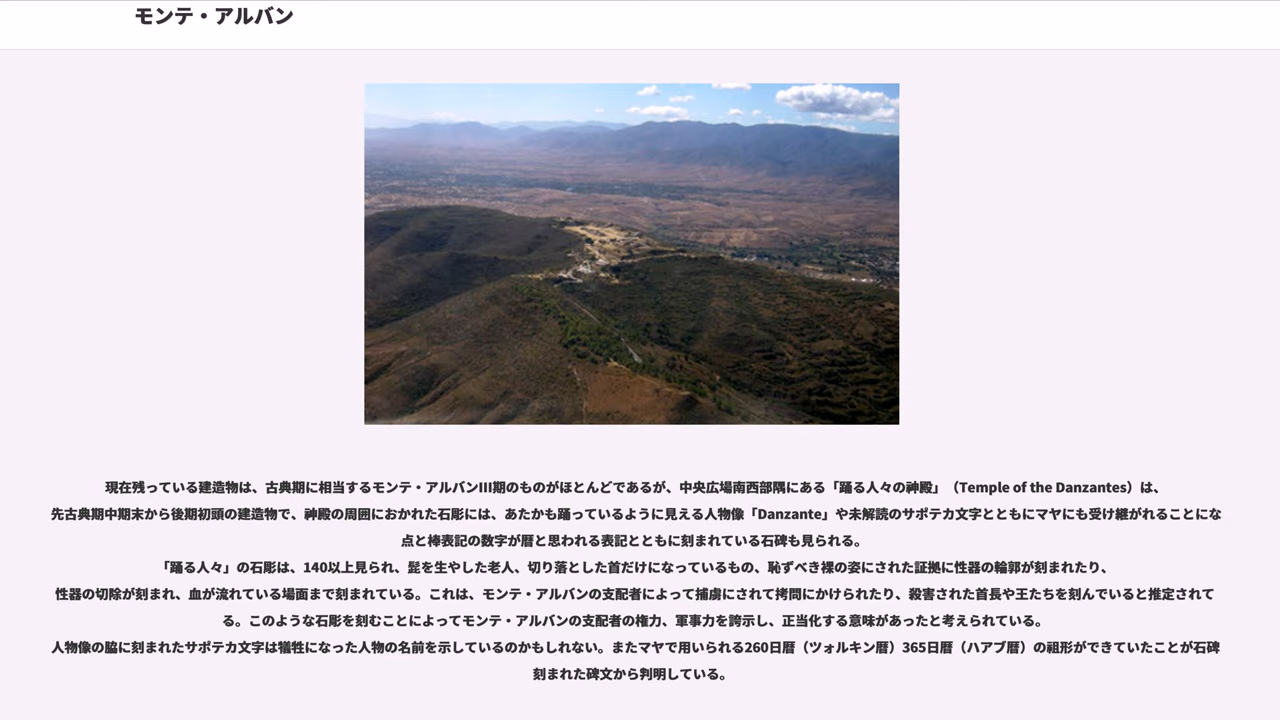 モンテ・アルバン
現在残っている建造物は、古典期に相当するモンテ・アルバンIII期のものがほとんどであるが、中央広場南西部隅にある「踊る人々の神殿」（Temple of the Danzantes）は、
先古典期中期末から後期初頭の建造物で、神殿の周囲におかれた石彫には、あたかも踊っているように見える人物像「Danzante」や未解読のサポテカ文字とともにマヤにも受け継がれることにな
点と棒表記の数字が暦と思われる表記とともに刻まれている石碑も見られる。
「踊る人々」の石彫は、140以上見られ、髭を生やした老人、切り落とした首だけになっているもの、恥ずべき裸の姿にされた証拠に性器の輪郭が刻まれたり、
性器の切除が刻まれ、血が流れている場面まで刻まれている。これは、モンテ・アルバンの支配者によって捕虜にされて拷問にかけられたり、殺害された首長や王たちを刻んでいると推定されて
る。このような石彫を刻むことによってモンテ・アルバンの支配者の権力、軍事力を誇示し、正当化する意味があったと考えられている。
人物像の脇に刻まれたサポテカ文字は犠牲になった人物の名前を示しているのかもしれない。またマヤで用いられる260日暦（ツォルキン暦）365日暦（ハアブ暦）の祖形ができていたことが石碑
刻まれた碑文から判明している。